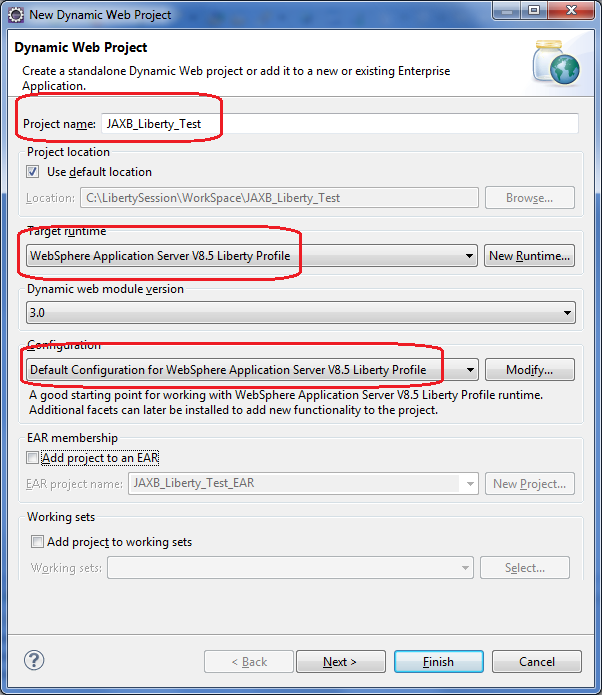 New Dynamic Web Project
Dynamic Web Project
Create a standalone Dynamic Web project or add it to a new or existing Enterprise
Application.
Project name: JAXB_Liberty_Test
Project location
Use default location
Location: C:\LibertySession\WorkSpace\JAXB_Liberty_Test Browse...
Target runtime
WebSphere Application Server V8.5 Liberty Profile New Runtime...
Dynamic web module version
3.0
Configuration
Default Configuration for WebSphere Application Server V8.5 Liberty Profile Modify...
A good starting point for working with WebSphere Application Server V8.5 Liberty Profile runtime.
Additional facets can later be installed to add new functionality to the project.
EAR membership
Add project to an EAR
EAR project name: JAXB_Liberty_Test_EAR New Project...
Working sets
Add project to working sets
Working sets: Select...
? < Back Next > Finish Cancel